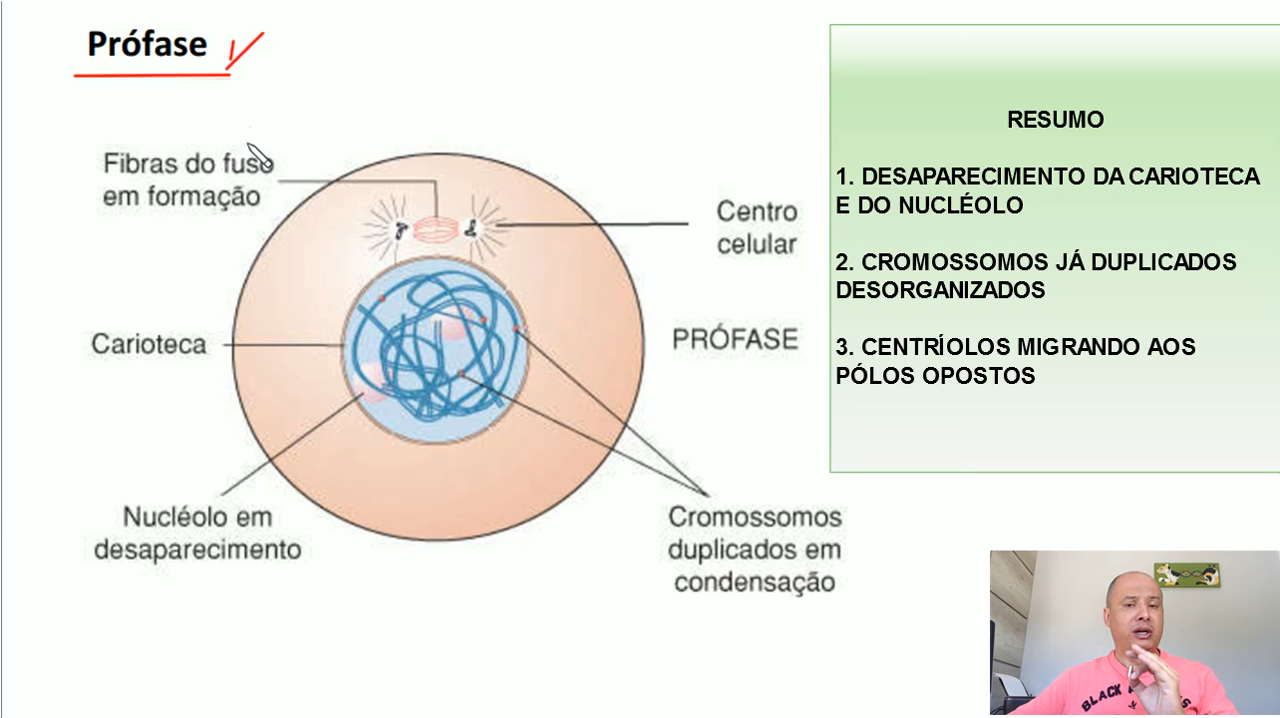 Prófase
Fibras do fuso
em formação
Centro
celular
Carioteca
PRÓFASE
Nucléolo em
desaparecimento
Cromossomos
duplicados em
condensação
RESUMO
1. DESAPARECIMENTO DA CARIOTECA
E DO NUCLÉOLO
2. CROMOSSOMOS JÁ DUPLICADOS
DESORGANIZADOS
3. CENTRÍOLOS MIGRANDO AOS
PÓLOS OPOSTOS
BLACK